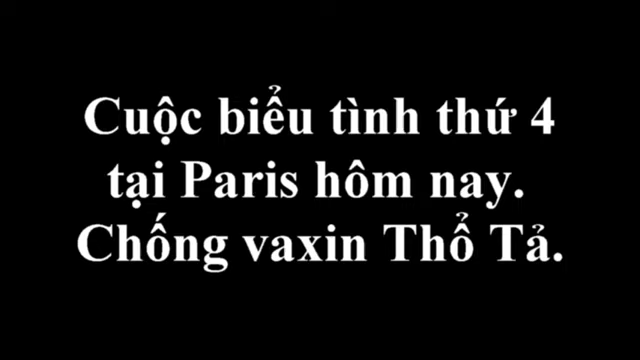 Cuộc biểu tình thứ 4
tại Paris hôm nay.
Chống vaxin Thổ Tả.